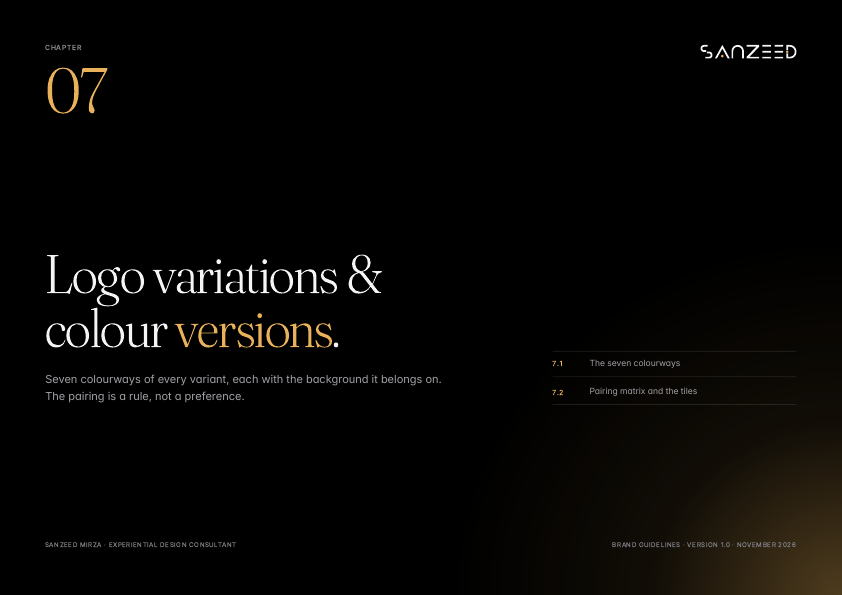 CHAPTER
07
SANZEED
Logo variations &
colour versions.
Seven colourways of every variant, each with the background it belongs on.
The pairing is a rule, not a preference.
7.1 The seven colourways
7.2 Pairing matrix and the tiles
SANZEED MIRZA · EXPERIENTIAL DESIGN CONSULTANT
BRAND GUIDELINES · VERSION 1.0 · NOVEMBER 2026